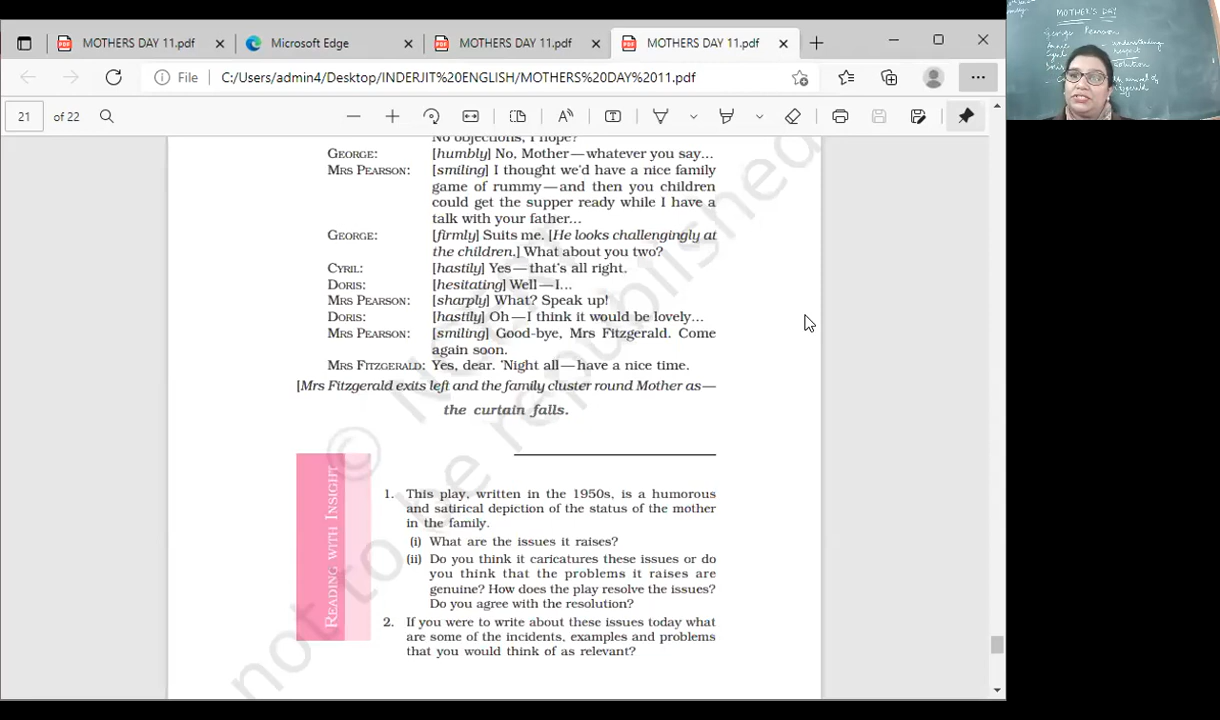 MOTHERS DAY 11.pdf
Microsoft Edge
MOTHERS DAY 11.pdf
MOTHERS DAY 11.pdf
File
C:/Users/admin4/Desktop/INDERJIT%20ENGLISH/MOTHERS%20DAY%2011.pdf
21 of 22
No objections, I hope?
GEORGE: [humbly] No, Mother—whatever you say...
MRS PEARSON: [smiling] I thought we'd have a nice family
game of rummy—and then you children
could get the supper ready while I have a
talk with your father...
GEORGE: [firmly] Suits me. [He looks challengingly at
the children.] What about you two?
CYRIL: [hastily] Yes—that's all right.
DORIS: [hesitating] Well—I...
MRS PEARSON: [sharply] What? Speak up!
DORIS: [hastily] Oh—I think it would be lovely...
MRS PEARSON: [smiling] Good-bye, Mrs Fitzgerald. Come
again soon.
MRS FITZGERALD: Yes, dear. 'Night all—have a nice time.
[Mrs Fitzgerald exits left and the family cluster round Mother as—
the curtain falls.
READING WITH INSIGHT
1. This play, written in the 1950s, is a humorous
and satirical depiction of the status of the mother
in the family.
(i) What are the issues it raises?
(ii) Do you think it caricatures these issues or do
you think that the problems it raises are
genuine? How does the play resolve the issues?
Do you agree with the resolution?
2. If you were to write about these issues today what
are some of the incidents, examples and problems
that you would think of as relevant?
© NCERT
not to be republished
MOTHER'S DAY
George Pearson
understanding